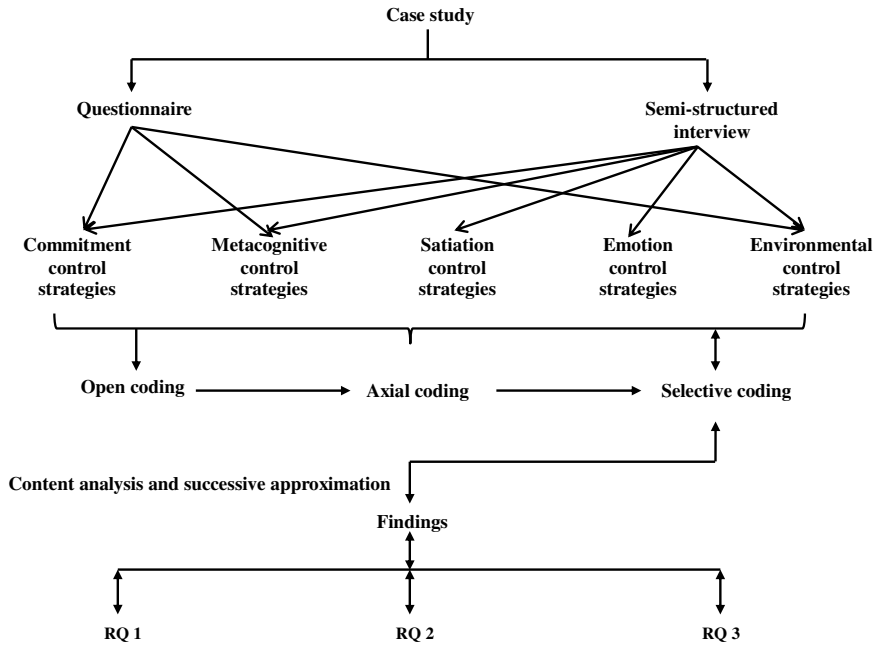 Case study
Questionnaire
Semi-structured
interview
Commitment
control
strategies
Metacognitive
control
strategies
Satiation
control
strategies
Emotion
control
strategies
Environmental
control
strategies
Open coding
Axial coding
Selective coding
Content analysis and successive approximation
Findings
RQ 1
RQ 2
RQ 3